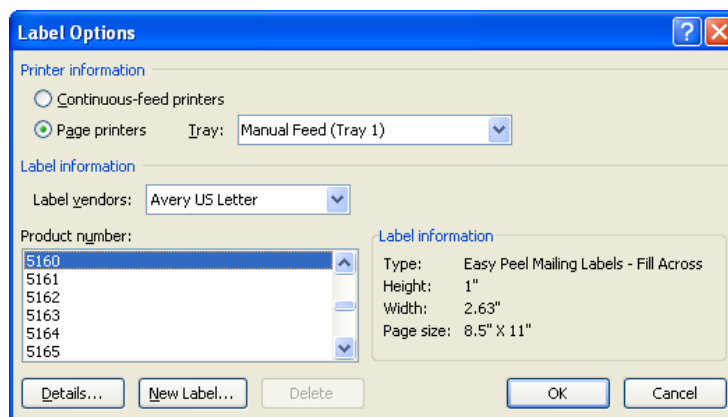 Label Options
Printer information
Continuous-feed printers
Page printers Tray: Manual Feed (Tray 1)
Label information
Label vendors: Avery US Letter
Product number:
5160
5161
5162
5163
5164
5165
Label information
Type: Easy Peel Mailing Labels - Fill Across
Height: 1"
Width: 2.63"
Page size: 8.5" X 11"
Details... New Label... Delete OK Cancel